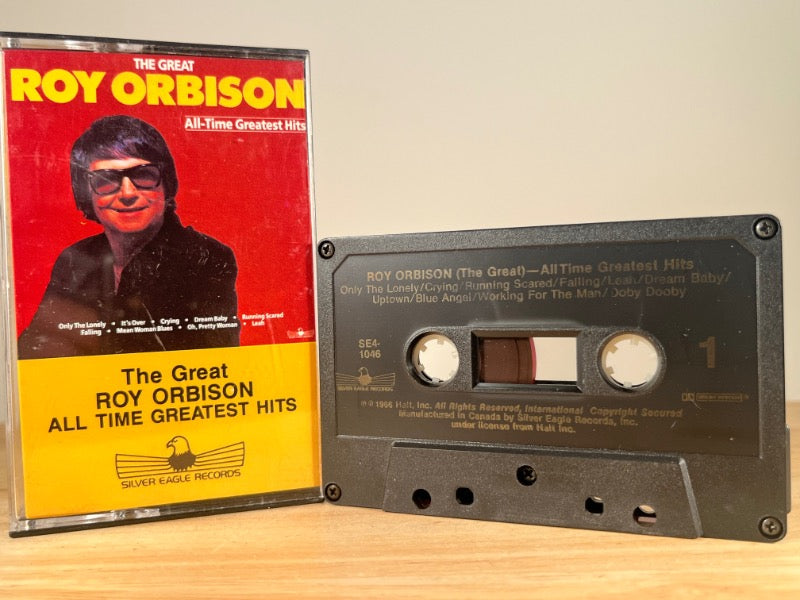 THE GREAT
ROY ORBISON
All-Time Greatest Hits
Only The Lonely • It's Over • Crying • Dream Baby • Running Scared
Falling • Mean Woman Blues • Oh, Pretty Woman • Leah
The Great
ROY ORBISON
ALL TIME GREATEST HITS
SILVER EAGLE RECORDS
ROY ORBISON (The Great)—All Time Greatest Hits
Only The Lonely/Crying/Running Scared/Falling/Leah/Dream Baby/
Uptown/Blue Angel/Working For The Man/Doby Dooby
SE4-
1046
1
SILVER EAGLE RECORDS
All Rights Reserved, International Copyright Secured
Manufactured in Canada by Silver Eagle Records, Inc.
under license from Halt Inc.